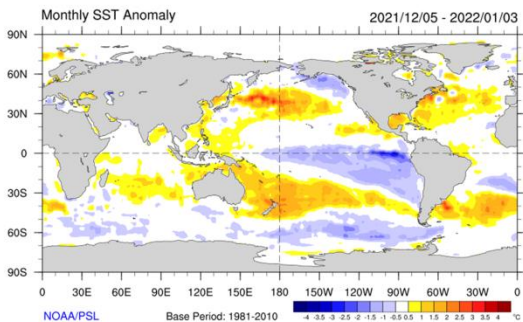 Monthly SST Anomaly 2021/12/05 - 2022/01/03
90N
60N
30N
0
30S
60S
90S
0 30E 60E 90E 120E 150E 180 150W 120W 90W 60W 30W 0
NOAA/PSL Base Period: 1981-2010
-4 -3.5 -3 -2.5 -2 -1.5 -1 -0.5 0.5 1 1.5 2 2.5 3 3.5 4 °C